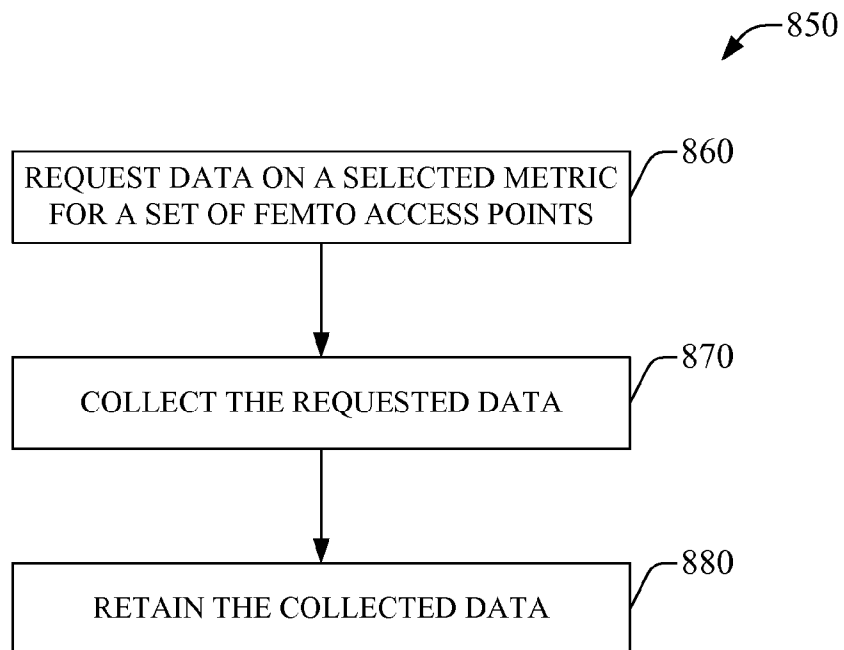 850
860
REQUEST DATA ON A SELECTED METRIC
FOR A SET OF FEMTO ACCESS POINTS
870
COLLECT THE REQUESTED DATA
880
RETAIN THE COLLECTED DATA